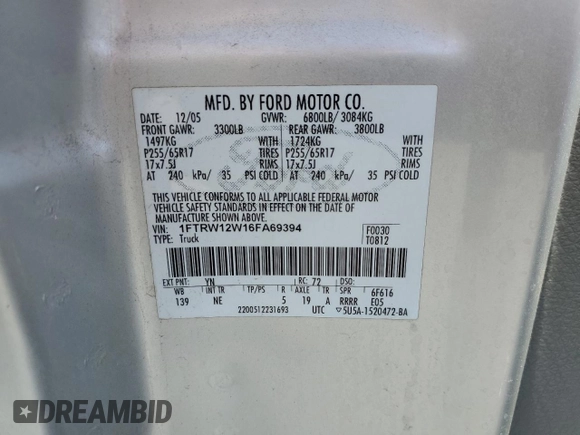 MFD. BY FORD MOTOR CO.
DATE: 12/05 GVWR: 6800LB/ 3084KG
FRONT GAWR: 3300LB REAR GAWR: 3800LB
1497KG WITH 1724KG WITH
P255/65R17 TIRES P255/65R17 TIRES
17x7.5J RIMS 17x7.5J RIMS
AT 240 kPa/ 35 PSI COLD AT 240 kPa/ 35 PSI COLD
THIS VEHICLE CONFORMS TO ALL APPLICABLE FEDERAL MOTOR
VEHICLE SAFETY STANDARDS IN EFFECT ON THE DATE OF
MANUFACTURE SHOWN ABOVE.
VIN: 1FTRW12W16FA69394 F0030
TYPE: Truck T0812
EXT PNT: YN RC: 72 DSO:
WB INT TR TP/PS R AXLE TR SPR 6F616
139 NE 5 19 A RRRR E05
2200512231693 UTC ▽5U5A-1520472-BA
DREAMBID